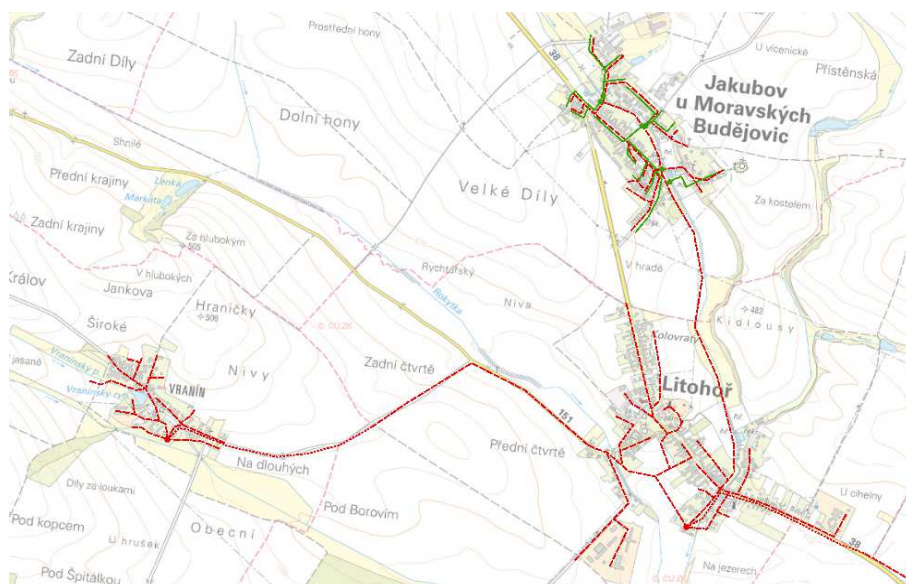 Prostřední hony
Zadní Díly
38
U vícenické
Přístěnská
Jakubov
u Moravských
Budějovic
Dolní hony
Shnilé
Přední krajiny
Lenka
Markéta
Velké Díly
Za kostelem
Zadní krajiny
Za hlubokým
505
V hlubokých
Rychtářský
V hradě
Králov
Jankova
Rokytka
Niva
482
Hraničky
506
Kidlousy
Široké
Kolovraty
Zadní čtvrtě
jasaně
Vranínský p.
Nivy
VRANÍN
Litohoř
151
Přední čtvrtě
Na dlouhých
Díly za loukami
U cihelny
Pod Borovím
Pod kopcem
Obecní
38
U hrušek
Na jezerech
Pod Špitálkou
© ČÚZK